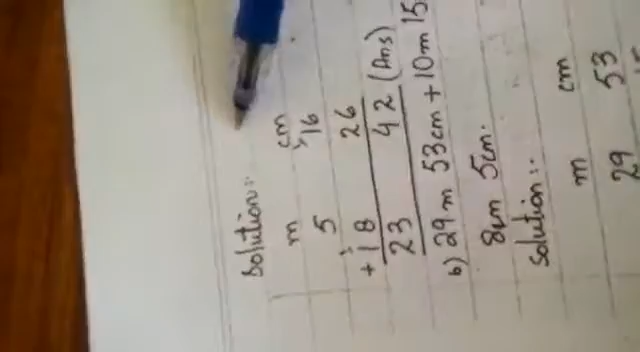 Solution:-
m cm
5 16
+18 26
23 42 (Ans)
b) 29m 53cm + 10m 15
8m 5cm.
Solution:-
m cm
29 53